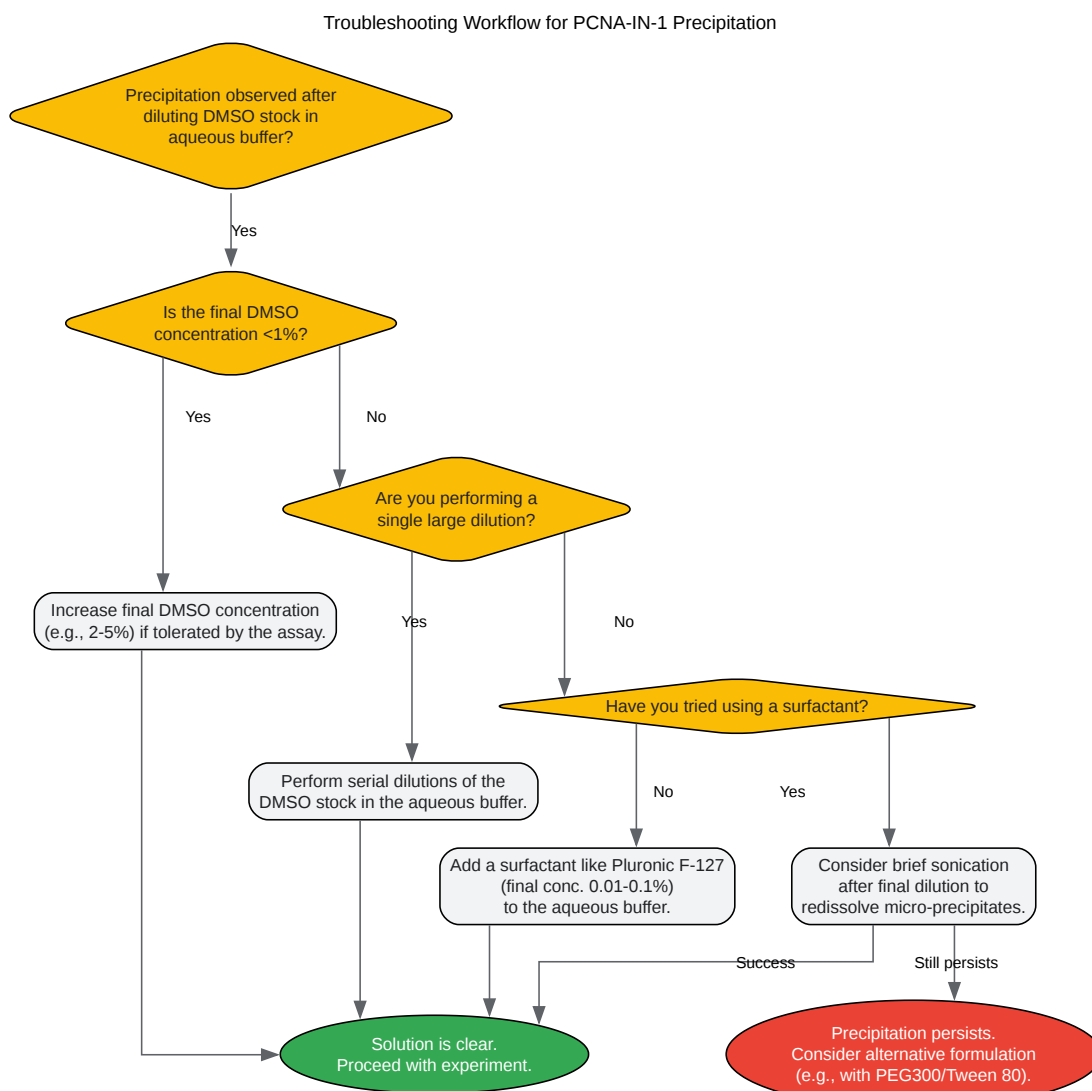 Troubleshooting Workflow for PCNA-IN-1 Precipitation
Precipitation observed after
diluting DMSO stock in
aqueous buffer?
Yes
Is the final DMSO
concentration <1%?
Yes
No
Are you performing a
single large dilution?
Increase final DMSO concentration
(e.g., 2-5%) if tolerated by the assay.
Yes
No
Have you tried using a surfactant?
Perform serial dilutions of the
DMSO stock in the aqueous buffer.
No
Yes
Add a surfactant like Pluronic F-127
(final conc. 0.01-0.1%)
to the aqueous buffer.
Consider brief sonication
after final dilution to
redissolve micro-precipitates.
Success
Still persists
Solution is clear.
Proceed with experiment.
Precipitation persists.
Consider alternative formulation
(e.g., with PEG300/Tween 80).